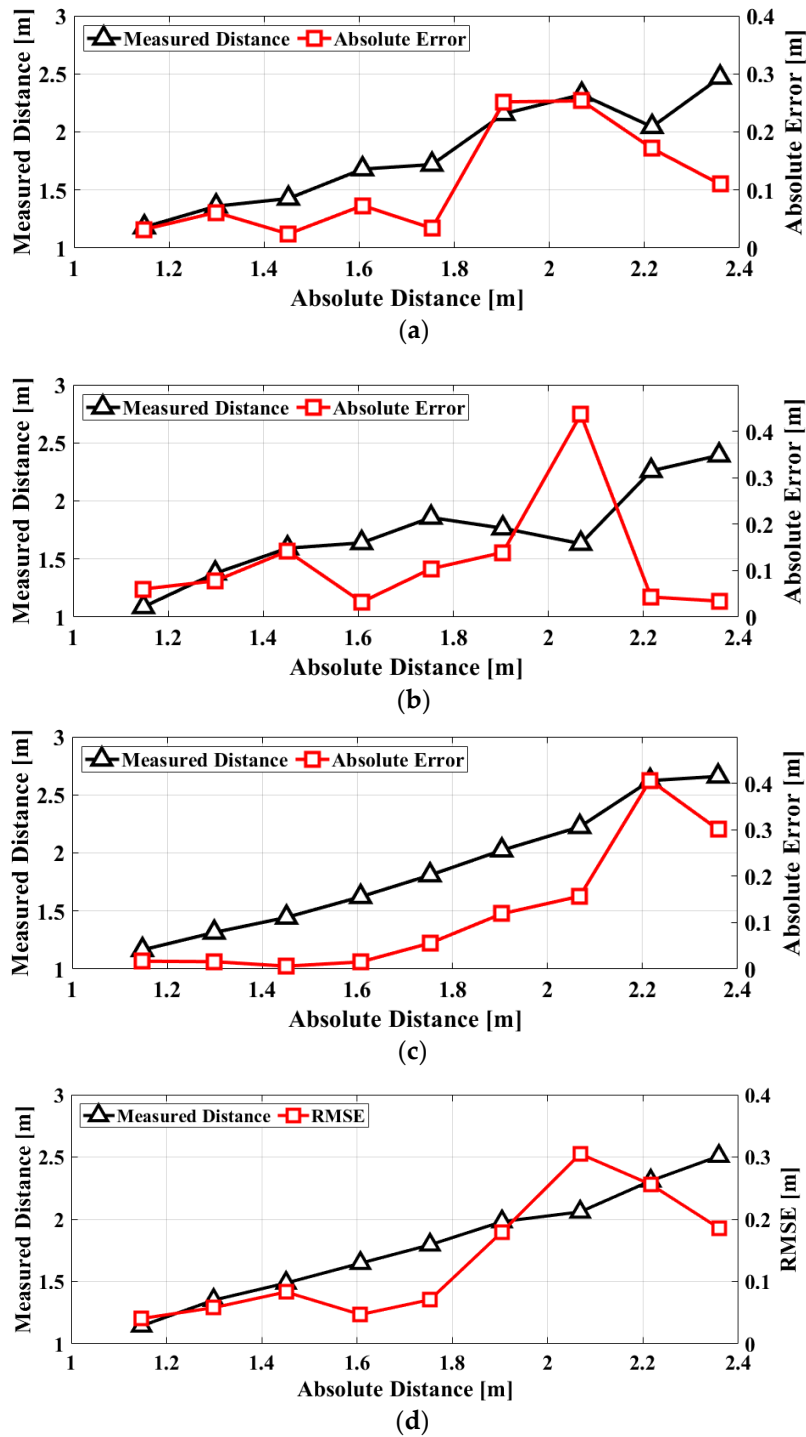 Measured Distance Absolute Error
Measured Distance [m]
3
2.5
2
1.5
1
0.4
0.3
0.2
0.1
0
Absolute Error [m]
1 1.2 1.4 1.6 1.8 2 2.2 2.4
Absolute Distance [m]
(a)
Measured Distance Absolute Error
Measured Distance [m]
3
2.5
2
1.5
1
0.4
0.3
0.2
0.1
0
Absolute Error [m]
1 1.2 1.4 1.6 1.8 2 2.2 2.4
Absolute Distance [m]
(b)
Measured Distance Absolute Error
Measured Distance [m]
3
2.5
2
1.5
1
0.4
0.3
0.2
0.1
0
Absolute Error [m]
1 1.2 1.4 1.6 1.8 2 2.2 2.4
Absolute Distance [m]
(c)
Measured Distance RMSE
Measured Distance [m]
3
2.5
2
1.5
1
0.4
0.3
0.2
0.1
0
RMSE [m]
1 1.2 1.4 1.6 1.8 2 2.2 2.4
Absolute Distance [m]
(d)